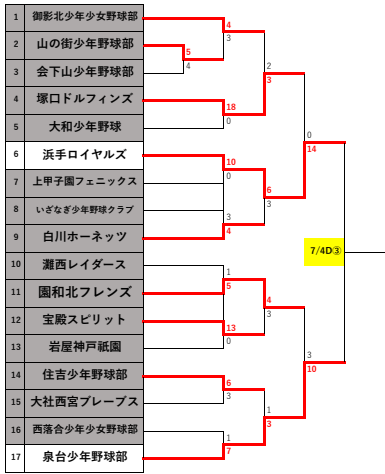 1 御影北少年少女野球部
2 山の街少年野球部
3 会下山少年野球部
4 塚口ドルフィンズ
5 大和少年野球
6 浜手ロイヤルズ
7 上甲子園フェニックス
8 いざなぎ少年野球クラブ
9 白川ホーネッツ
10 灘西レイダース
11 園和北フレンズ
12 宝殿スピリット
13 岩屋神戸祇園
14 住吉少年野球部
15 大社西宮ブレーブス
16 西落合少年少女野球部
17 泉台少年野球部
4
3
5
4
18
0
10
0
3
4
1
5
13
0
6
3
1
7
2
3
6
3
4
3
1
3
0
14
3
10
7/4D③